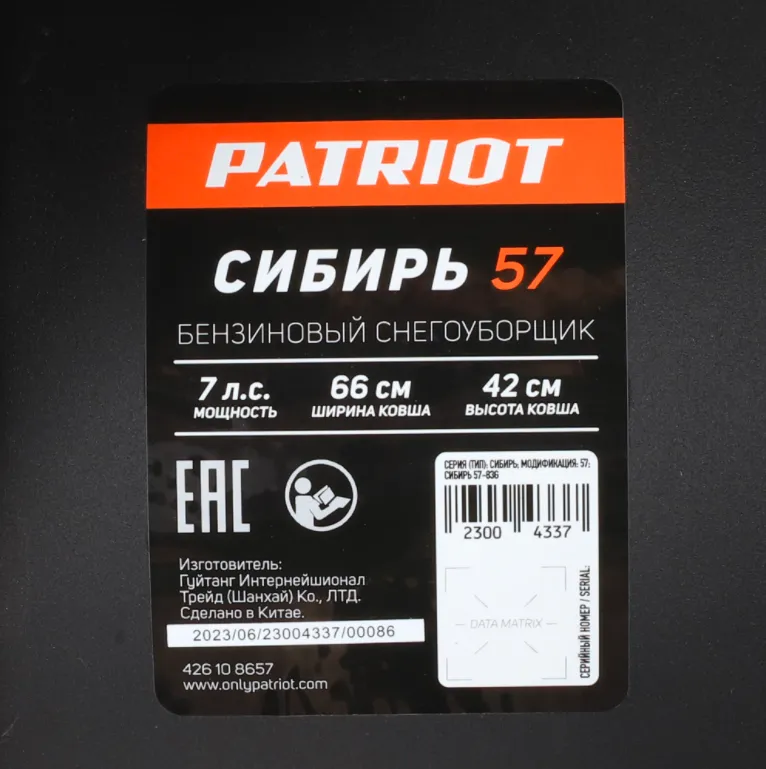 PATRIOT
СИБИРЬ 57
БЕНЗИНОВЫЙ СНЕГОУБОРЩИК
7 л.с. 66 см 42 см
МОЩНОСТЬ ШИРИНА КОВША ВЫСОТА КОВША
EAC
СЕРИЯ (ТИП): СИБИРЬ; МОДИФИКАЦИЯ: 57;
СИБИРЬ 57-83G
2300 4337
DATA MATRIX
СЕРИЙНЫЙ НОМЕР / SERIAL:
Изготовитель:
Гуйтанг Интернейшионал
Трейд (Шанхай) Ко., ЛТД.
Сделано в Китае.
2023/06/23004337/00086
426 10 8657
www.onlypatriot.com